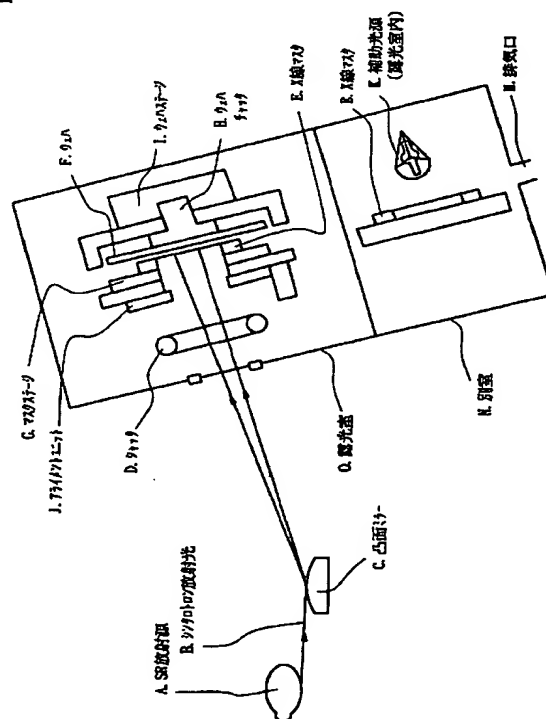 A. SR放射源
B. シンクロトロン放射光
C. 凸面ミラー
D. シャッタ
J. アライメントユニット
G. マスクステージ
F. ウェハ
I. ウェハステージ
H. ウェハ
チャック
E. X線マスク
E. X線マスク
K. 補助光源
(露光室内)
M. 排気口
N. 別室
O. 露光室